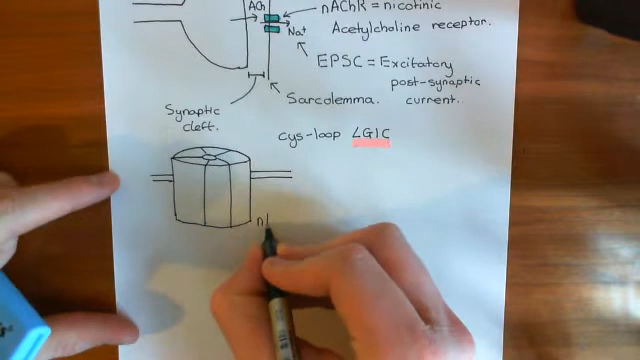 ACh
nAChR = nicotinic
Acetylcholine receptor.
Na+
EPSC = Excitatory
post-synaptic
current.
Sarcolemma.
Synaptic
cleft.
cys-loop LGIC